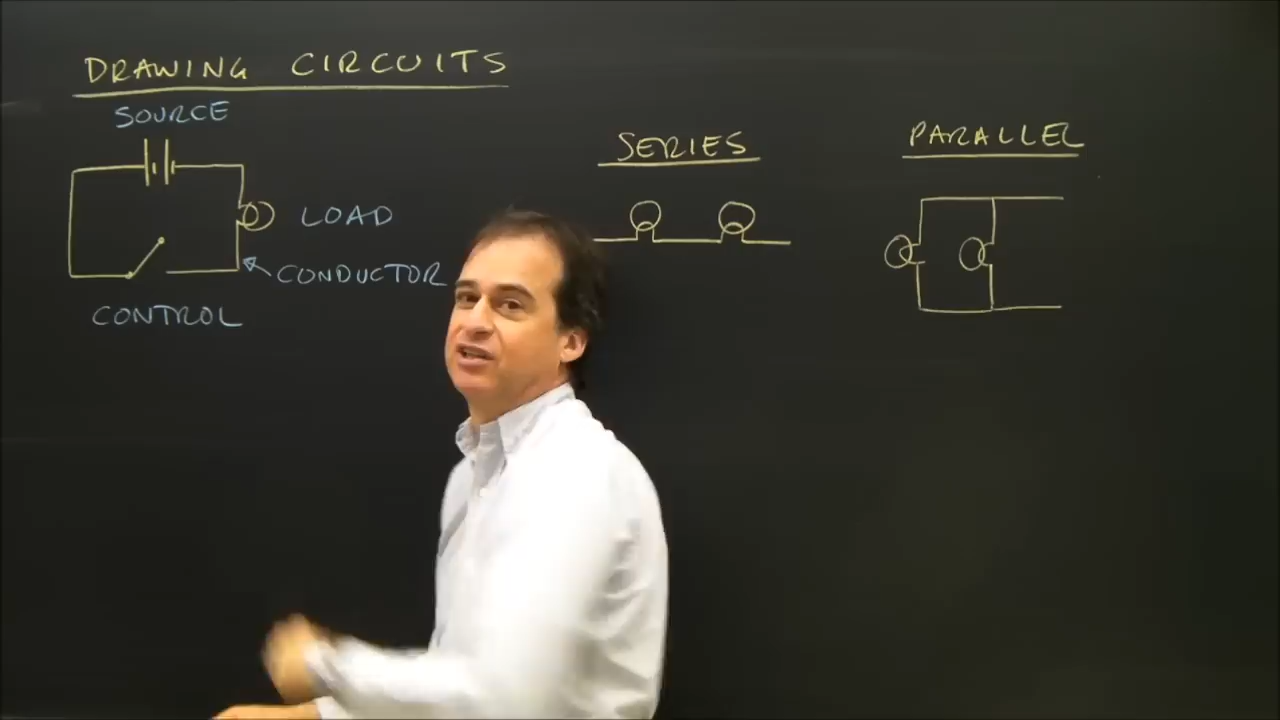 DRAWING CIRCUITS
SOURCE
LOAD
CONDUCTOR
CONTROL
SERIES
PARALLEL